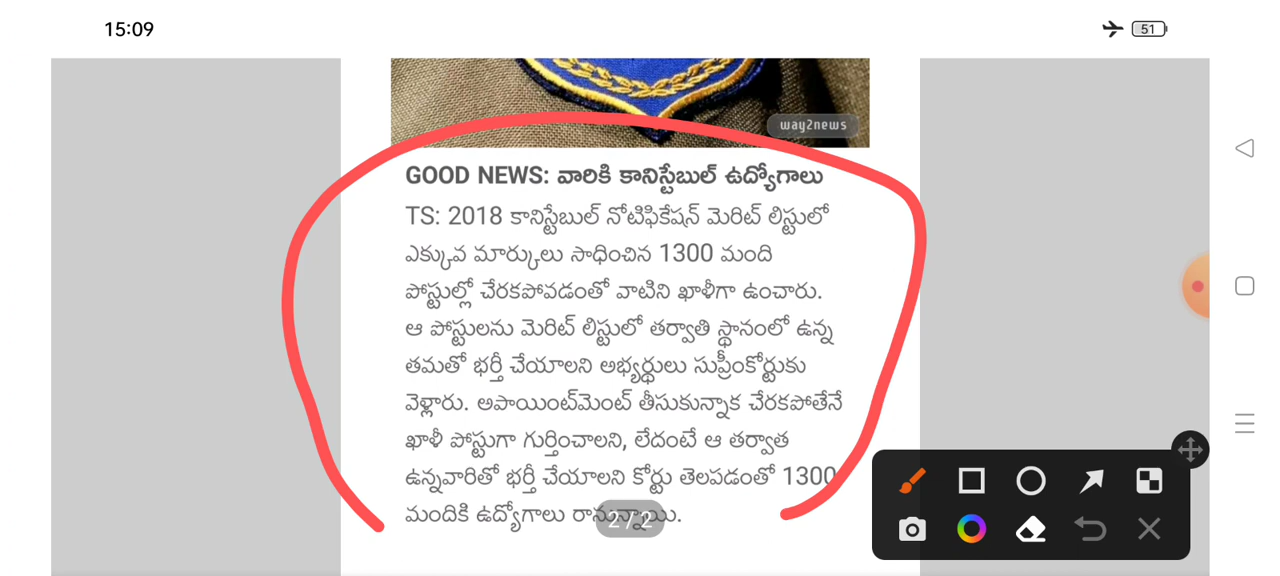 15:09
51
way2news
GOOD NEWS: వారికి కానిస్టేబుల్ ఉద్యోగాలు
TS: 2018 కానిస్టేబుల్ నోటిఫికేషన్ మెరిట్ లిస్టులో
ఎక్కువ మార్కులు సాధించిన 1300 మంది
పోస్టుల్లో చేరకపోవడంతో వాటిని ఖాళీగా ఉంచారు.
ఆ పోస్టులను మెరిట్ లిస్టులో తర్వాతి స్థానంలో ఉన్న
తమతో భర్తీ చేయాలని అభ్యర్థులు సుప్రీంకోర్టుకు
వెళ్లారు. అపాయింట్‌మెంట్ తీసుకున్నాక చేరకపోతేనే
ఖాళీ పోస్టుగా గుర్తించాలని, లేదంటే ఆ తర్వాత
ఉన్నవారితో భర్తీ చేయాలని కోర్టు తెలపడంతో 1300
మందికి ఉద్యోగాలు రానున్నాయి.
2 / 2